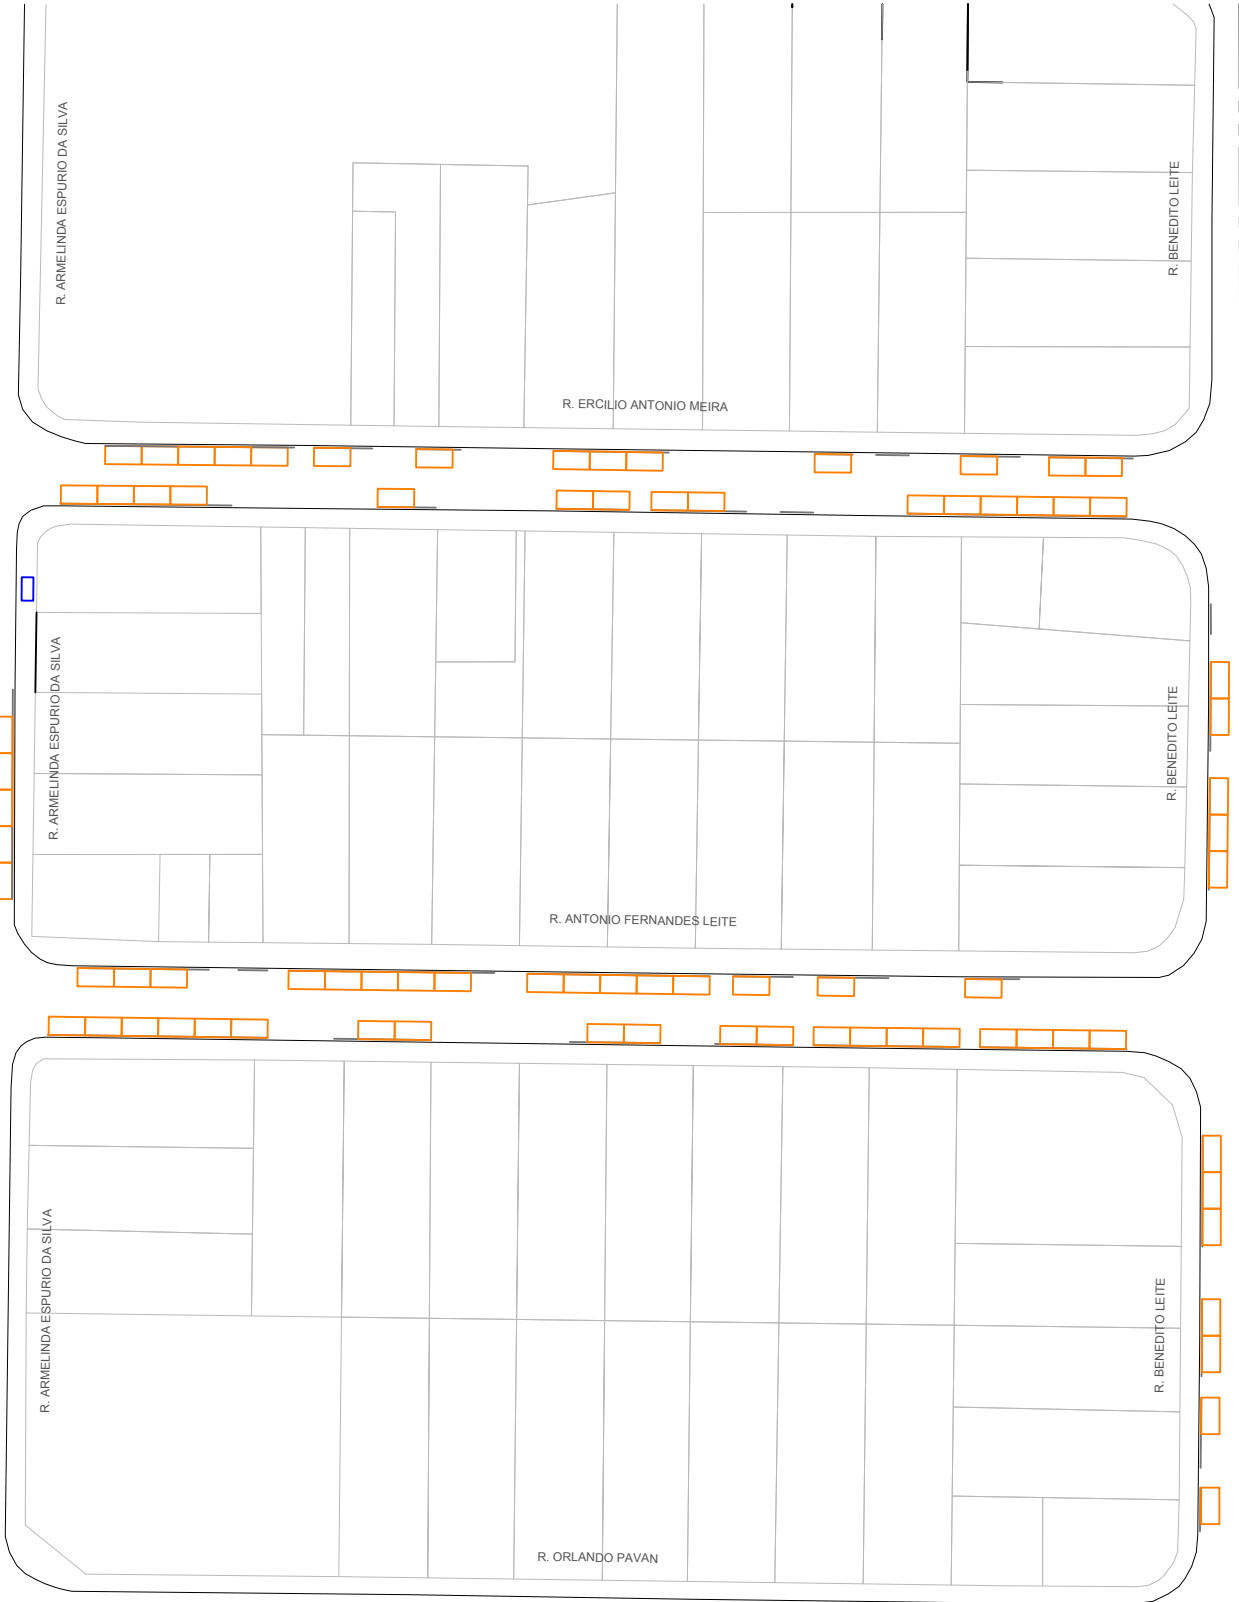 R. ARMELINDA ESPURIO DA SILVA
R. BENEDITO LEITE
R. ERCILIO ANTONIO MEIRA
R. ARMELINDA ESPURIO DA SILVA
R. BENEDITO LEITE
R. ANTONIO FERNANDES LEITE
R. ARMELINDA ESPURIO DA SILVA
R. BENEDITO LEITE
R. ORLANDO PAVAN